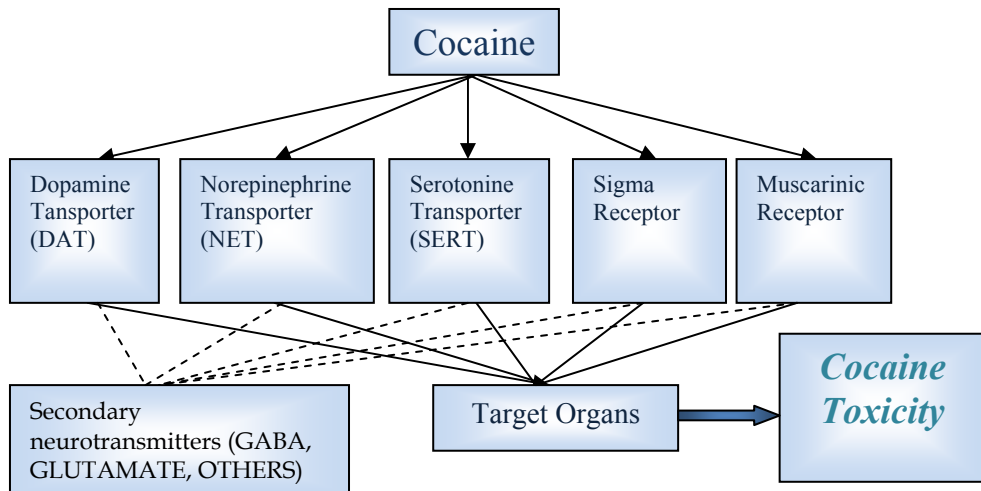 Cocaine
Dopamine
Tansporter
(DAT)
Norepinephrine
Transporter
(NET)
Serotonine
Transporter
(SERT)
Sigma
Receptor
Muscarinic
Receptor
Secondary
neurotransmitters (GABA,
GLUTAMATE, OTHERS)
Target Organs
Cocaine
Toxicity